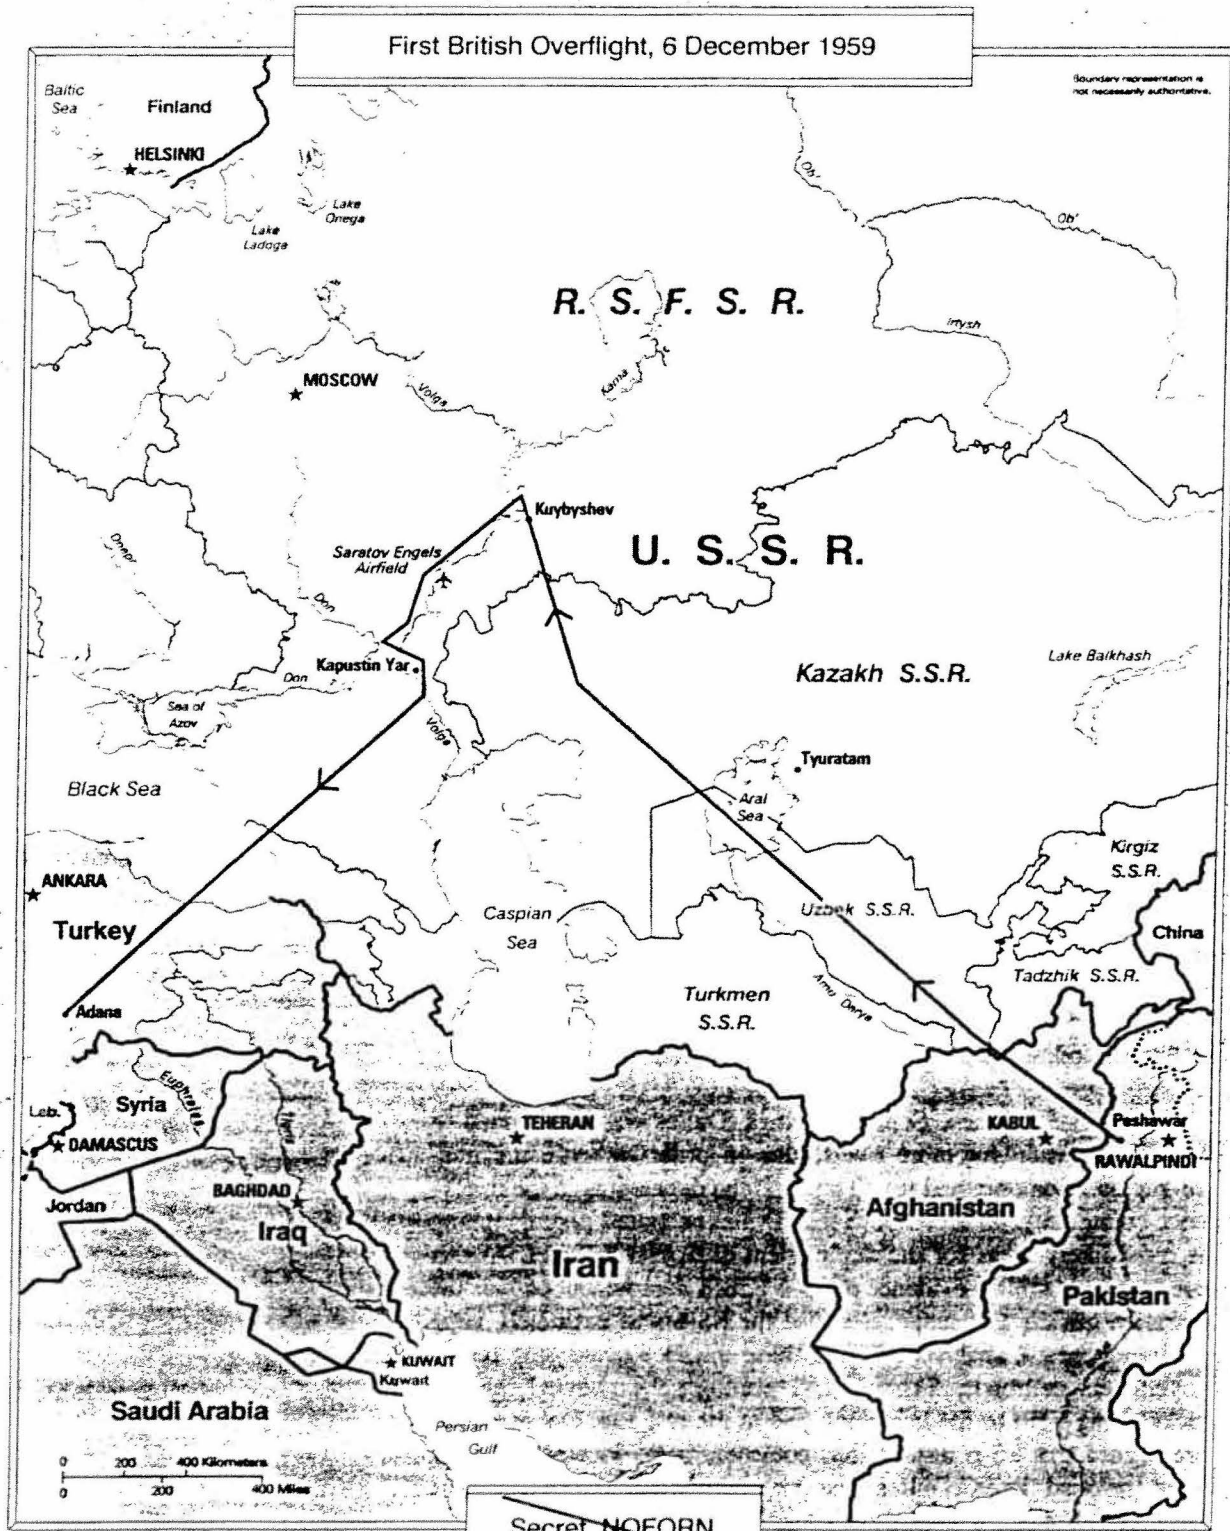 First British Overflight, 6 December 1959
Boundary representation is
not necessarily authoritative.
Baltic
Sea
Finland
HELSINKI
Lake
Onega
Lake
Ladoga
Ob'
Ob'
R. S. F. S. R.
Irtysh
MOSCOW
Volga
Kama
Kuybyshev
U. S. S. R.
Saratov Engels
Airfield
Dnepr
Don
Kapustin Yar
Don
Kazakh S.S.R.
Lake Balkhash
Sea of
Azov
Volga
Tyuratam
Black Sea
Aral
Sea
Kirgiz
S.S.R.
ANKARA
Turkey
Caspian
Sea
Uzbek S.S.R.
China
Tadzhik S.S.R.
Turkmen
S.S.R.
Amu Darya
Adana
Euphrates
Leb.
Syria
Tigris
TEHERAN
KABUL
Peshawar
DAMASCUS
RAWALPINDI
BAGHDAD
Jordan
Iraq
Afghanistan
Iran
Pakistan
KUWAIT
Kuwait
Saudi Arabia
Persian
Gulf
0 200 400 Kilometers
0 200 400 Miles
Secret NOFORN